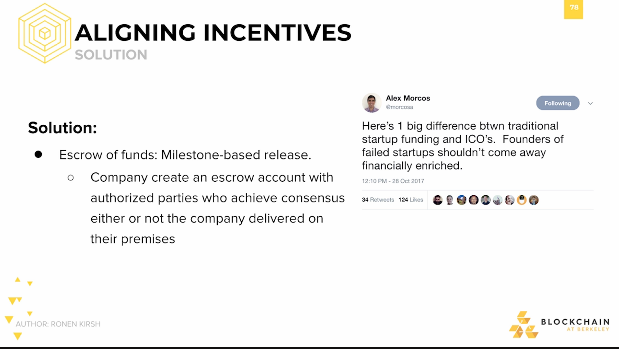 78
ALIGNING INCENTIVES
SOLUTION
Solution:
● Escrow of funds: Milestone-based release.
○ Company create an escrow account with
authorized parties who achieve consensus
either or not the company delivered on
their premises
Alex Morcos
@morcosa
Following
Here's 1 big difference btwn traditional
startup funding and ICO's. Founders of
failed startups shouldn't come away
financially enriched.
12:10 PM - 26 Oct 2017
34 Retweets 124 Likes
AUTHOR: RONEN KIRSH
BLOCKCHAIN
AT BERKELEY